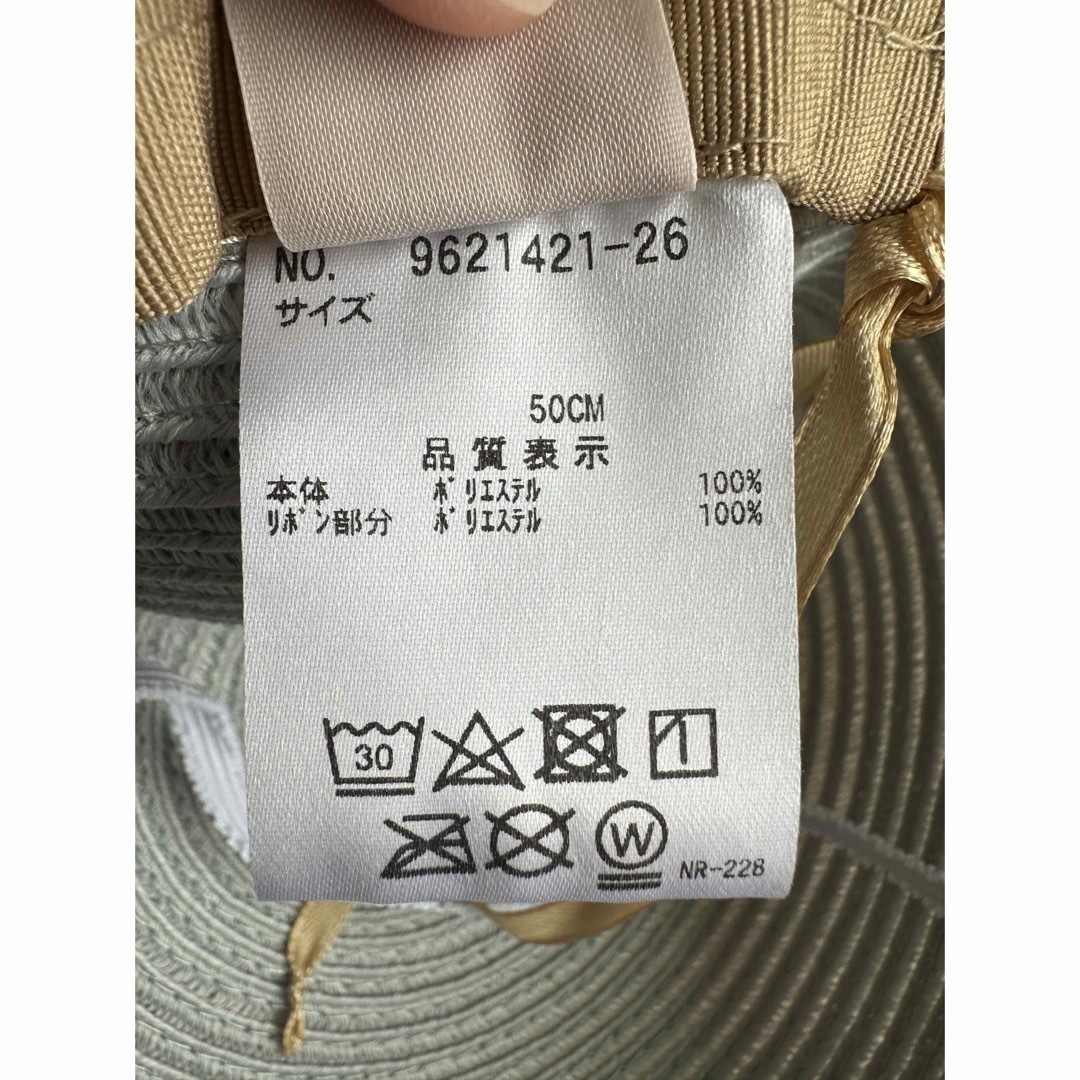 NO. 9621421-26
サイズ
50CM
品質表示
本体 ﾎﾟﾘｴｽﾃﾙ 100%
ﾘﾎﾞﾝ部分 ﾎﾟﾘｴｽﾃﾙ 100%
30
W
NR-228